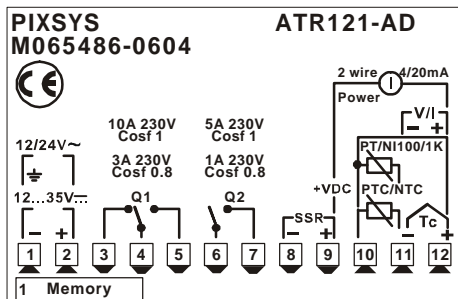 PIXSYS ATR121-AD
M065486-0604
CE
2 wire 4/20mA
Power
10A 230V 5A 230V
Cosf 1 Cosf 1
V/I
- +
12/24V~
3A 230V 1A 230V
Cosf 0.8 Cosf 0.8
PT/NI100/1K
+VDC PTC/NTC
12...35V⎓ Q1 Q2
- + - SSR + - Tc +
1 2 3 4 5 6 7 8 9 10 11 12
1 Memory